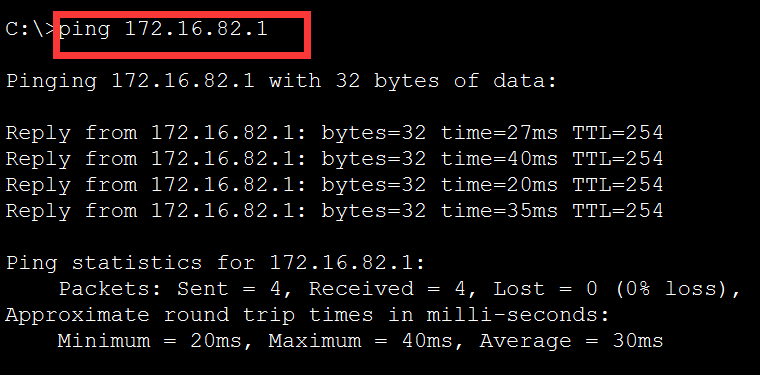 C:\>ping 172.16.82.1
Pinging 172.16.82.1 with 32 bytes of data:
Reply from 172.16.82.1: bytes=32 time=27ms TTL=254
Reply from 172.16.82.1: bytes=32 time=40ms TTL=254
Reply from 172.16.82.1: bytes=32 time=20ms TTL=254
Reply from 172.16.82.1: bytes=32 time=35ms TTL=254
Ping statistics for 172.16.82.1:
    Packets: Sent = 4, Received = 4, Lost = 0 (0% loss),
Approximate round trip times in milli-seconds:
    Minimum = 20ms, Maximum = 40ms, Average = 30ms